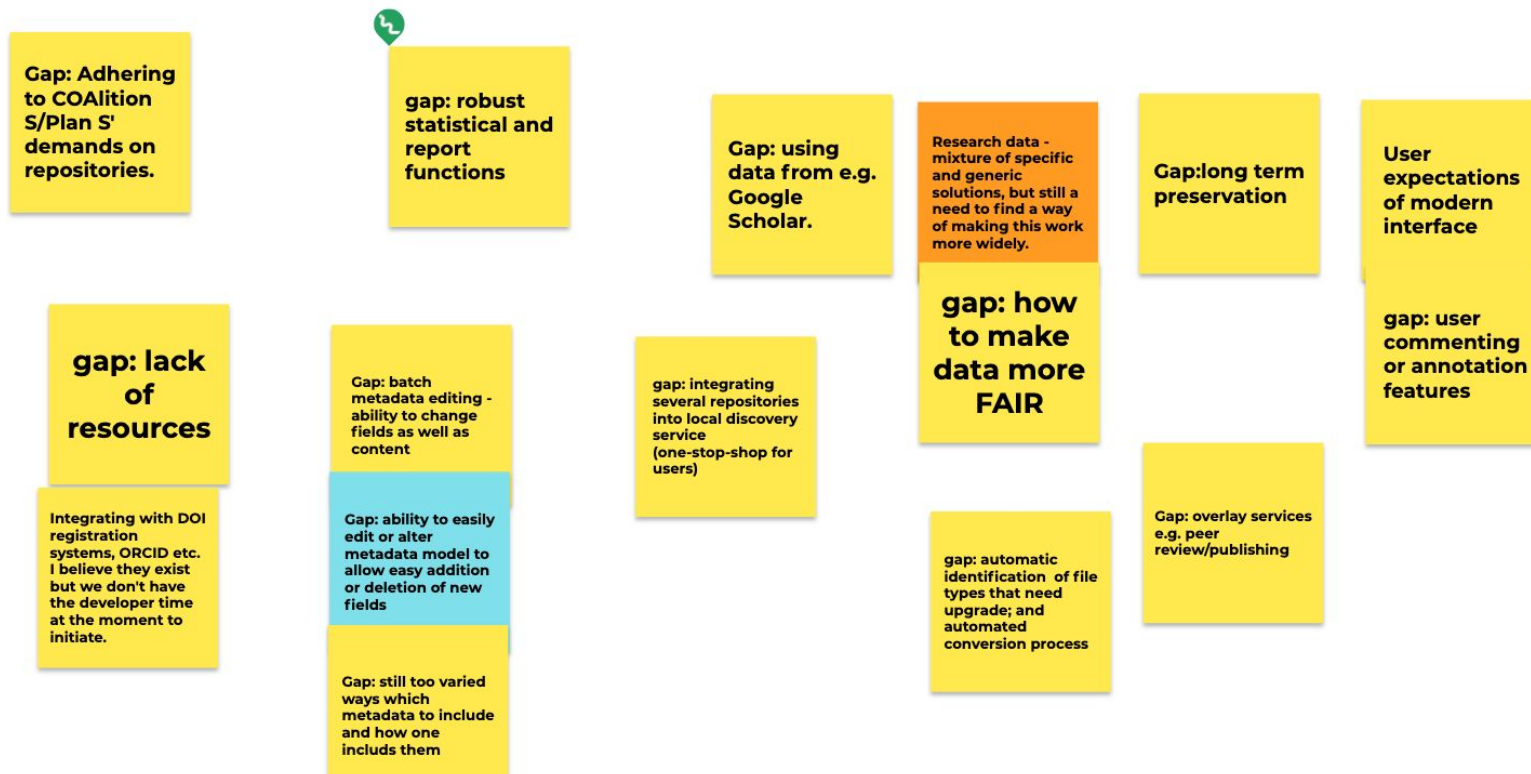 Gap: Adhering
to COAlition
S/Plan S'
demands on
repositories.
gap: robust
statistical and
report
functions
Gap: using
data from e.g.
Google
Scholar.
Research data -
mixture of specific
and generic
solutions, but still a
need to find a way
of making this work
more widely.
Gap:long term
preservation
User
expectations
of modern
interface
gap: lack
of
resources
Gap: batch
metadata editing -
ability to change
fields as well as
content
gap: integrating
several repositories
into local discovery
service
(one-stop-shop for
users)
gap: how
to make
data more
FAIR
gap: user
commenting
or annotation
features
Integrating with DOI
registration
systems, ORCID etc.
I believe they exist
but we don't have
the developer time
at the moment to
initiate.
Gap: ability to easily
edit or alter
metadata model to
allow easy addition
or deletion of new
fields
gap: automatic
identification of file
types that need
upgrade; and
automated
conversion process
Gap: overlay services
e.g. peer
review/publishing
Gap: still too varied
ways which
metadata to include
and how one
includs them